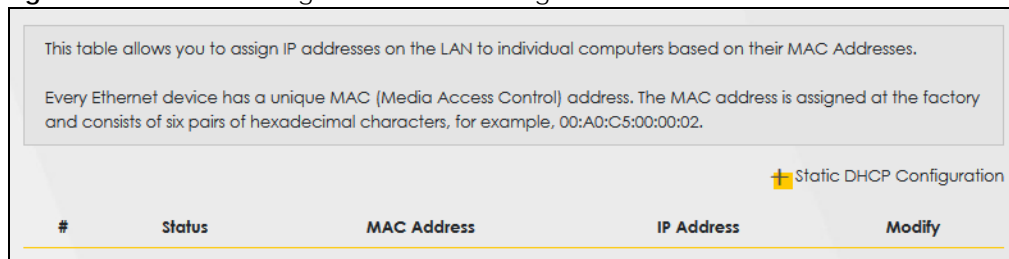 This table allows you to assign IP addresses on the LAN to individual computers based on their MAC Addresses.
Every Ethernet device has a unique MAC (Media Access Control) address. The MAC address is assigned at the factory
and consists of six pairs of hexadecimal characters, for example, 00:A0:C5:00:00:02.
+ Static DHCP Configuration
# Status MAC Address IP Address Modify